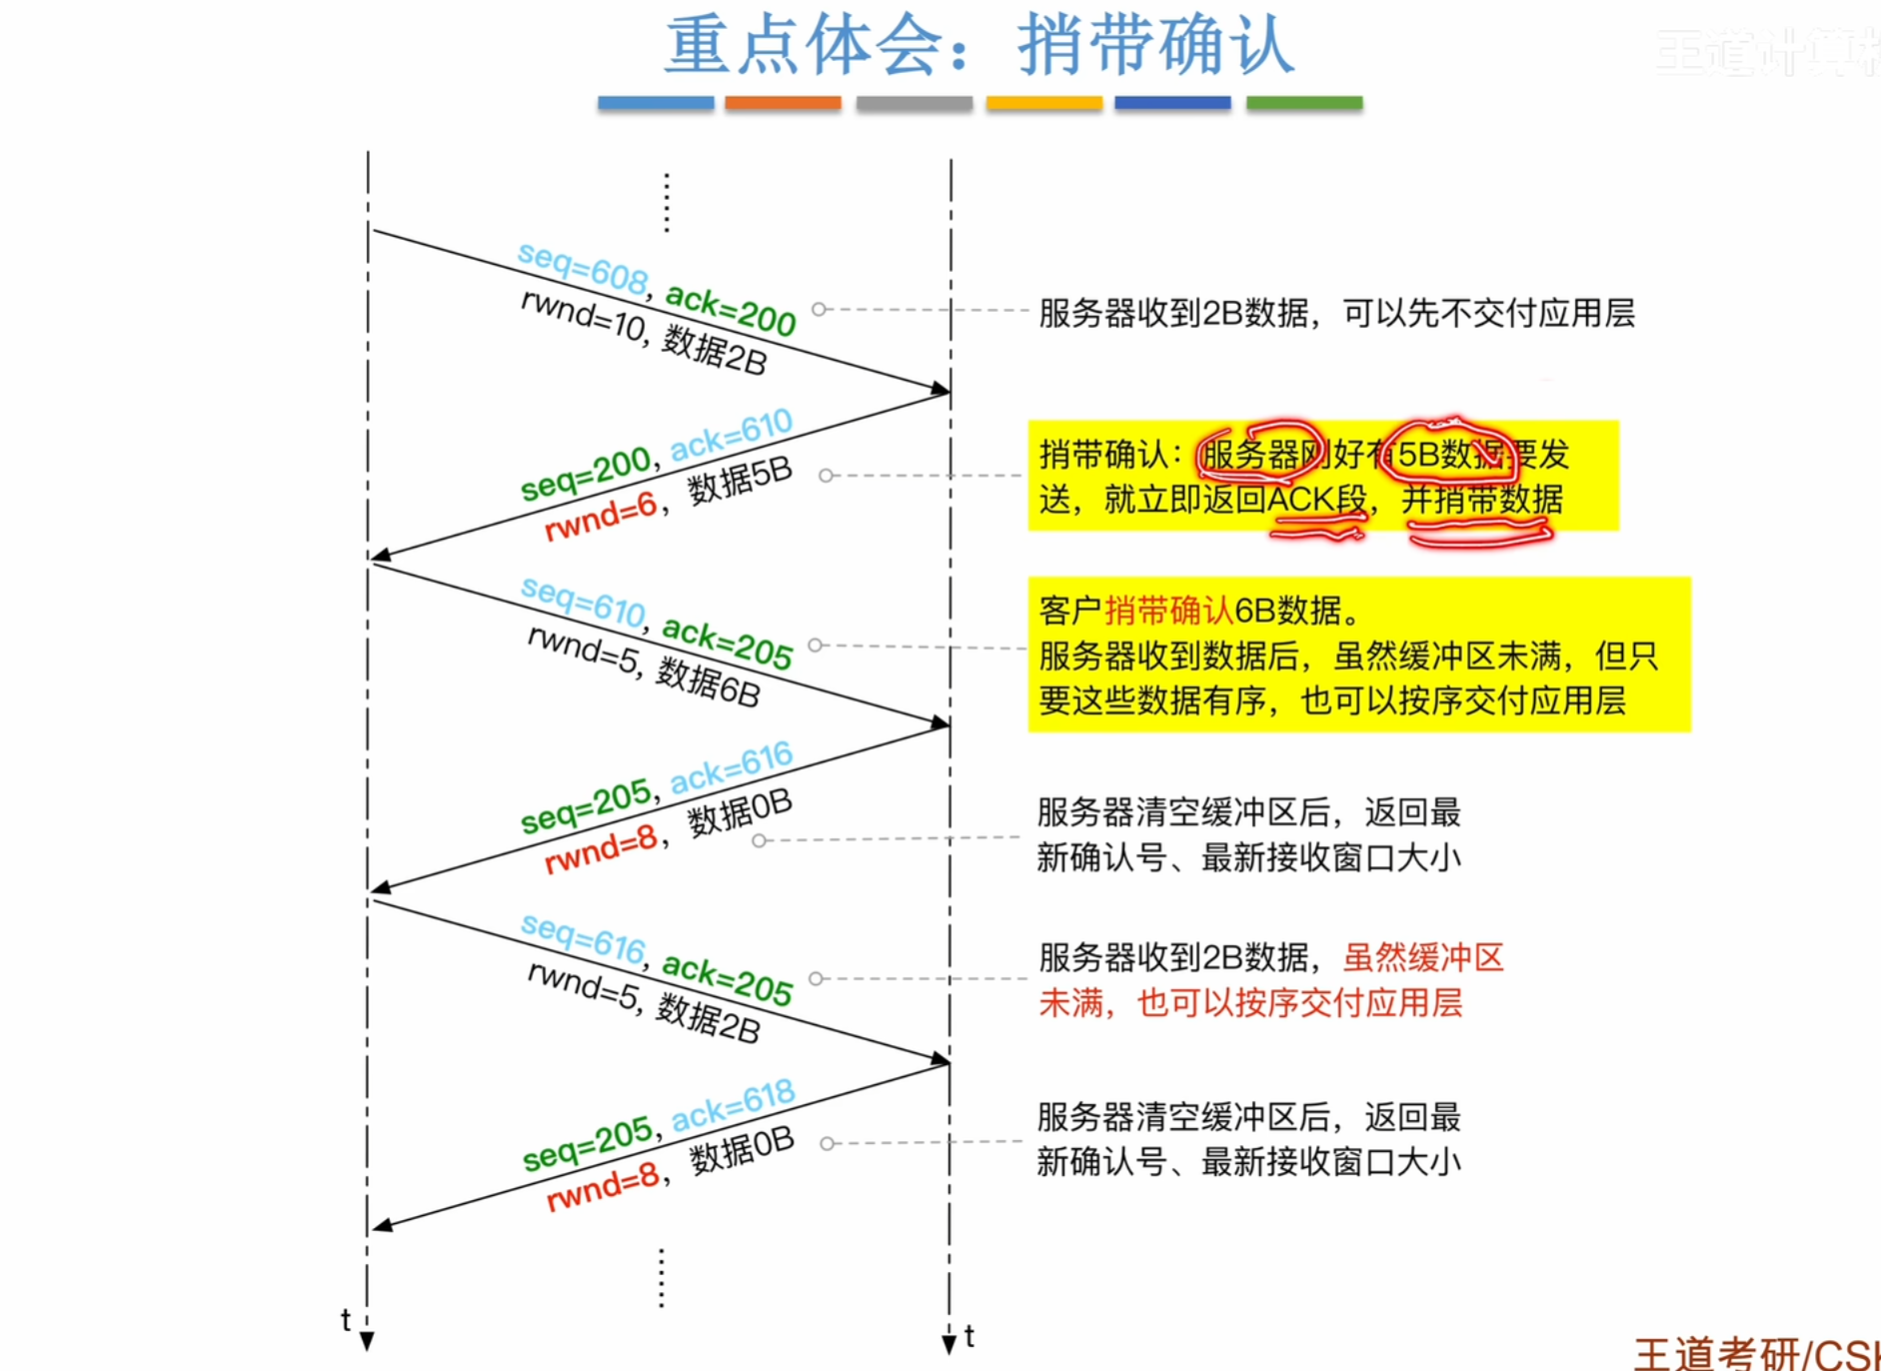 重点体会：捎带确认
王道计算机
seq=608, ack=200
rwnd=10, 数据2B
服务器收到2B数据，可以先不交付应用层
seq=200, ack=610
rwnd=6, 数据5B
捎带确认：服务器刚好有5B数据要发
送，就立即返回ACK段，并捎带数据
seq=610, ack=205
rwnd=5, 数据6B
客户捎带确认6B数据。
服务器收到数据后，虽然缓冲区未满，但只
要这些数据有序，也可以按序交付应用层
seq=205, ack=616
rwnd=8, 数据0B
服务器清空缓冲区后，返回最
新确认号、最新接收窗口大小
seq=616, ack=205
rwnd=5, 数据2B
服务器收到2B数据，虽然缓冲区
未满，也可以按序交付应用层
seq=205, ack=618
rwnd=8, 数据0B
服务器清空缓冲区后，返回最
新确认号、最新接收窗口大小
t
t
王道考研/CSK